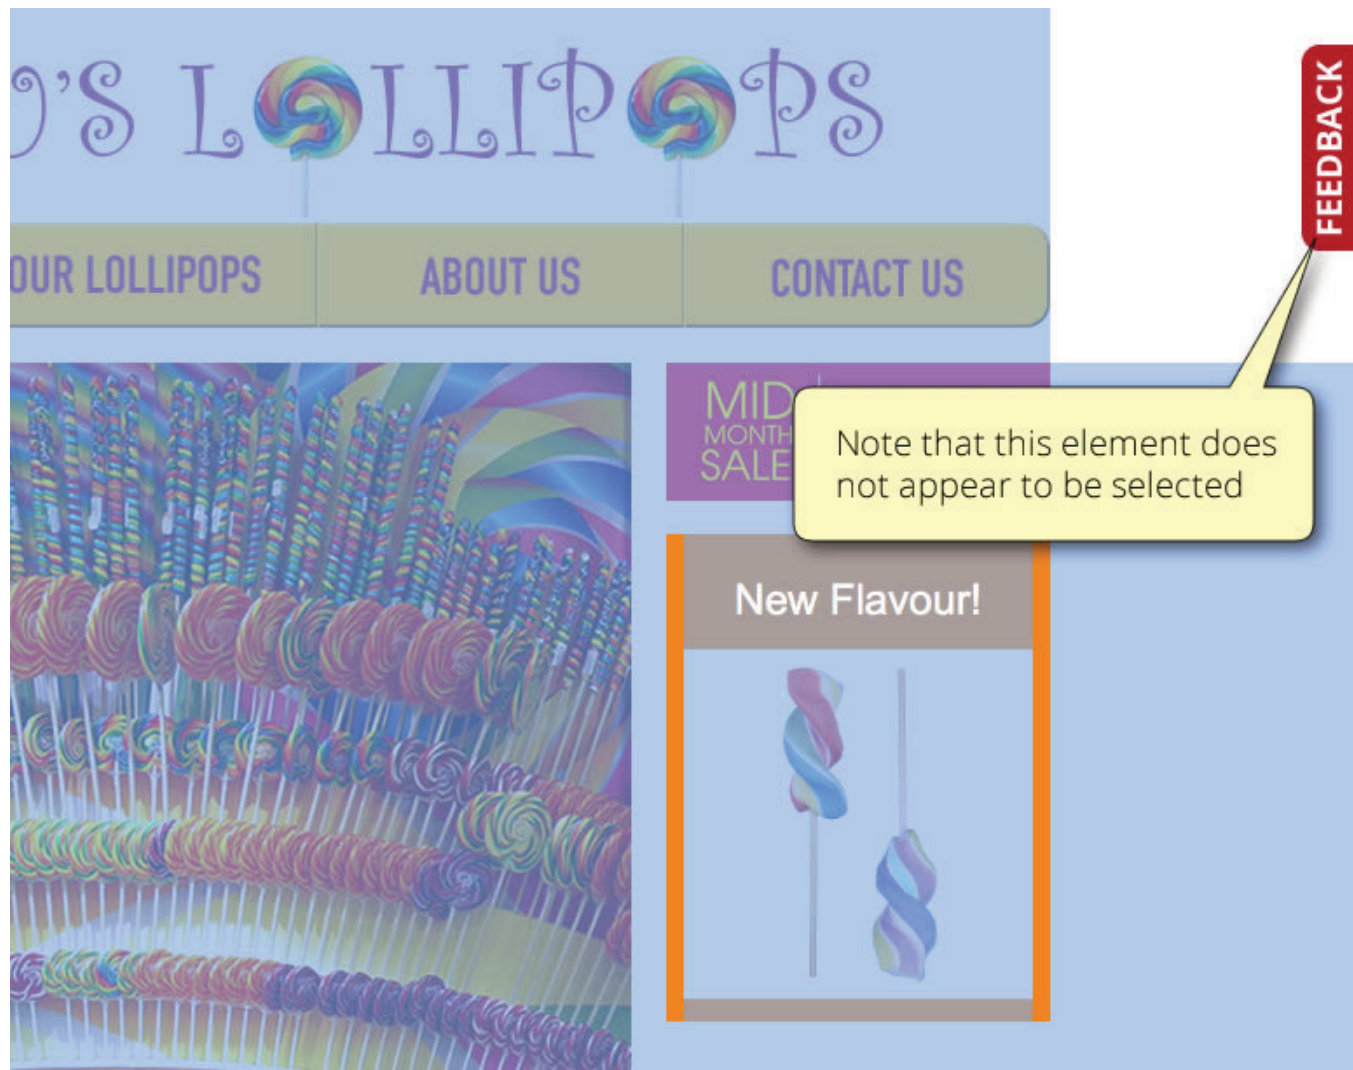 'S LOLLIPOPS
FEEDBACK
OUR LOLLIPOPS
ABOUT US
CONTACT US
MID
MONTH
SALE
Note that this element does
not appear to be selected
New Flavour!